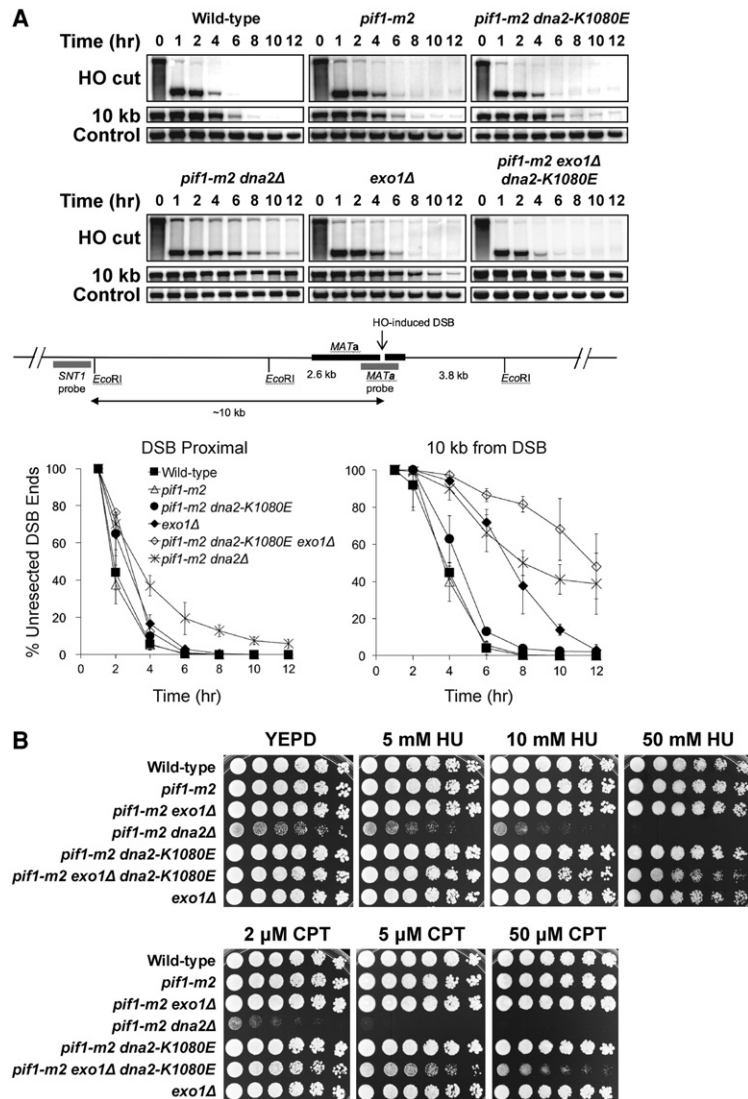 A
Wild-type
pif1-m2
pif1-m2 dna2-K1080E
Time (hr) 0 1 2 4 6 8 10 12 0 1 2 4 6 8 10 12 0 1 2 4 6 8 10 12
HO cut
10 kb
Control
pif1-m2 dna2Δ
exo1Δ
pif1-m2 exo1Δ
dna2-K1080E
Time (hr) 0 1 2 4 6 8 10 12 0 1 2 4 6 8 10 12 0 1 2 4 6 8 10 12
HO cut
10 kb
Control
HO-induced DSB
MATa
SNT1
probe
EcoRI
EcoRI
2.6 kb
MATa
probe
3.8 kb
EcoRI
~10 kb
DSB Proximal
10 kb from DSB
% Unresected DSB Ends
100
80
60
40
20
0
Wild-type
pif1-m2
pif1-m2 dna2-K1080E
exo1Δ
pif1-m2 dna2-K1080E exo1Δ
pif1-m2 dna2Δ
0 2 4 6 8 10 12
Time (hr)
100
80
60
40
20
0
0 2 4 6 8 10 12
Time (hr)
B
YEPD
5 mM HU
10 mM HU
50 mM HU
Wild-type
pif1-m2
pif1-m2 exo1Δ
pif1-m2 dna2Δ
pif1-m2 dna2-K1080E
pif1-m2 exo1Δ dna2-K1080E
exo1Δ
2 µM CPT
5 µM CPT
50 µM CPT
Wild-type
pif1-m2
pif1-m2 exo1Δ
pif1-m2 dna2Δ
pif1-m2 dna2-K1080E
pif1-m2 exo1Δ dna2-K1080E
exo1Δ